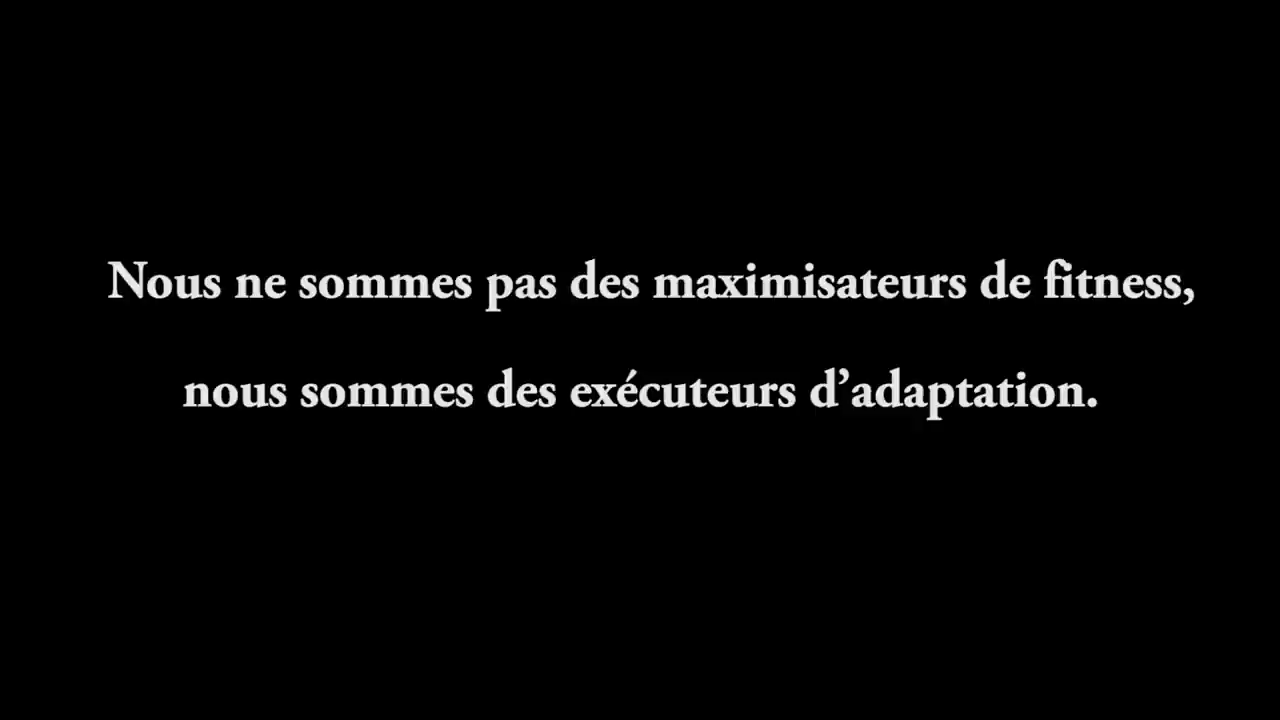 Nous ne sommes pas des maximisateurs de fitness,
nous sommes des exécuteurs d’adaptation.